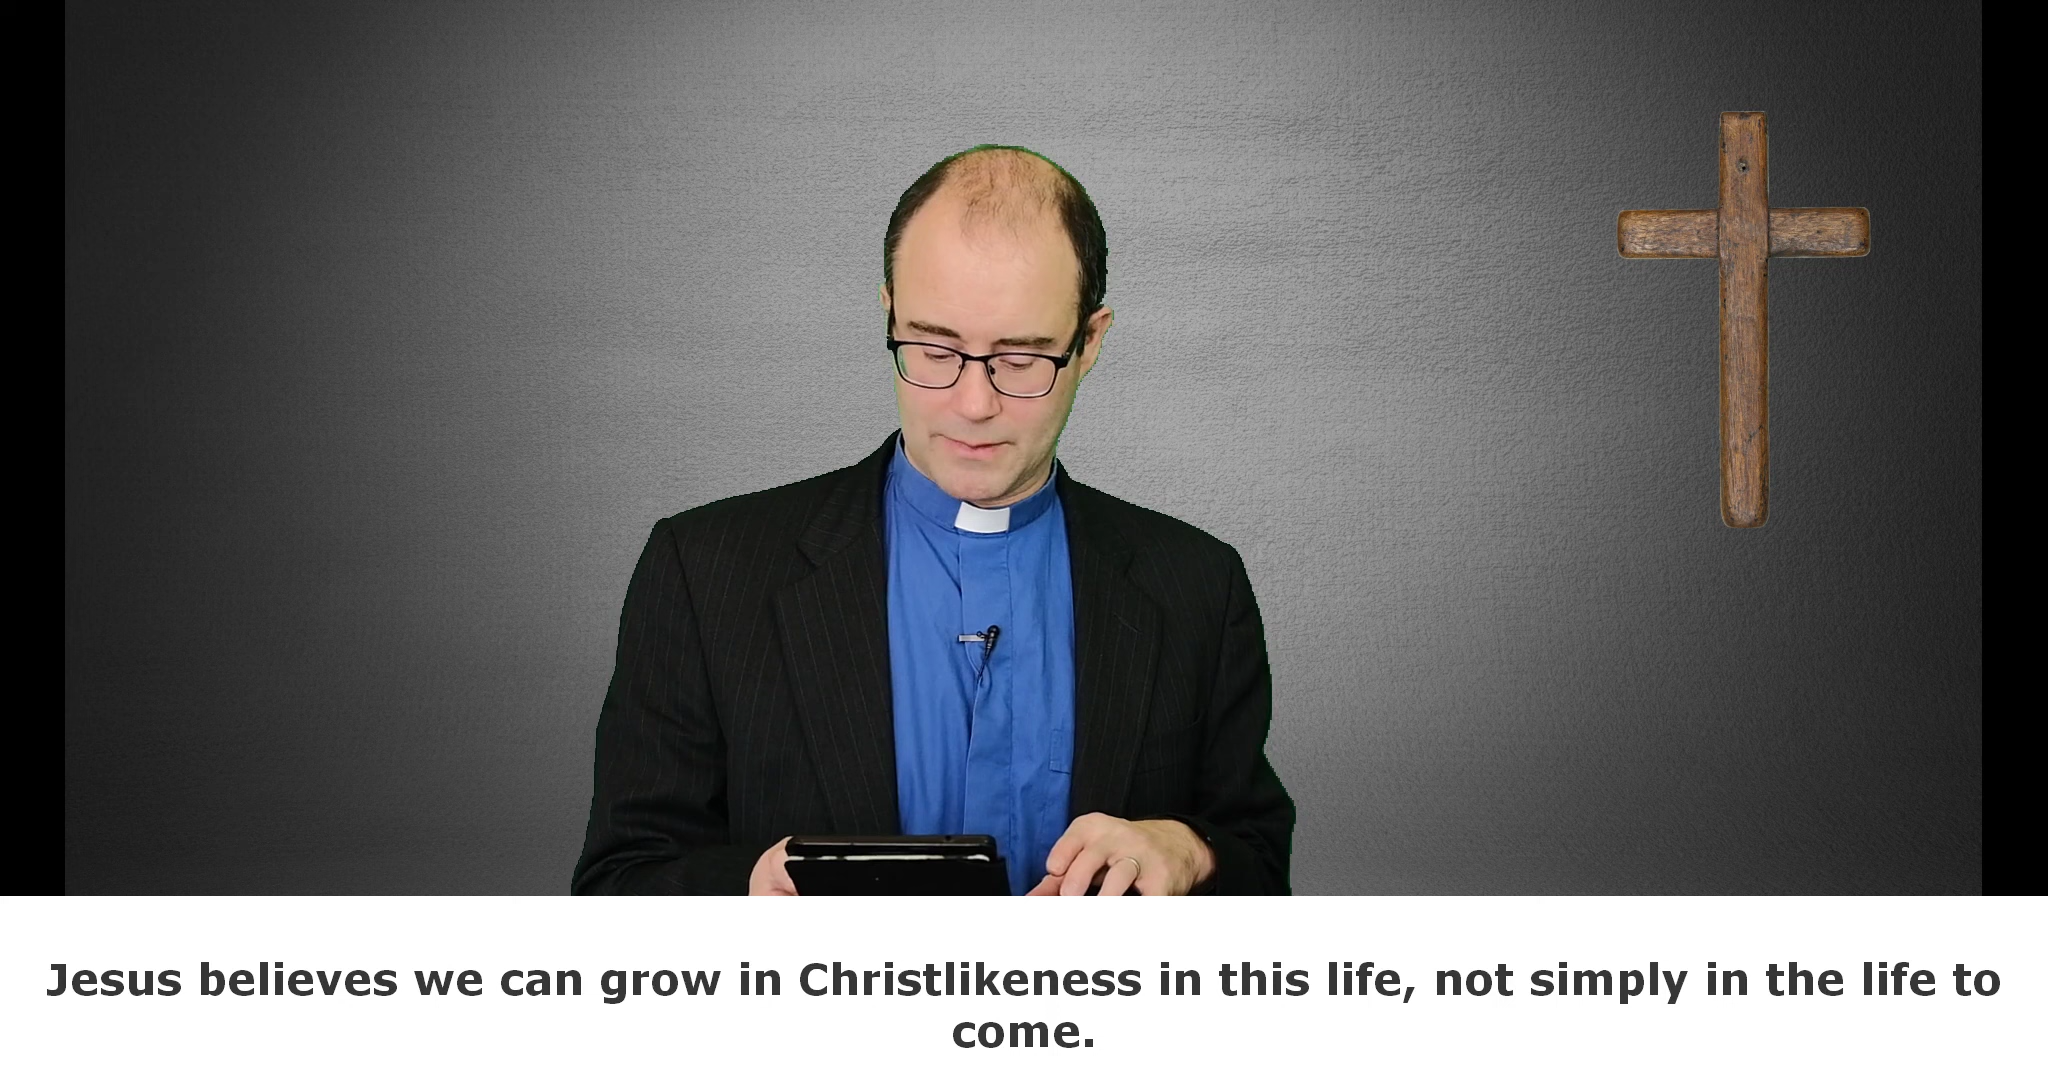 Jesus believes we can grow in Christlikeness in this life, not simply in the life to
come.